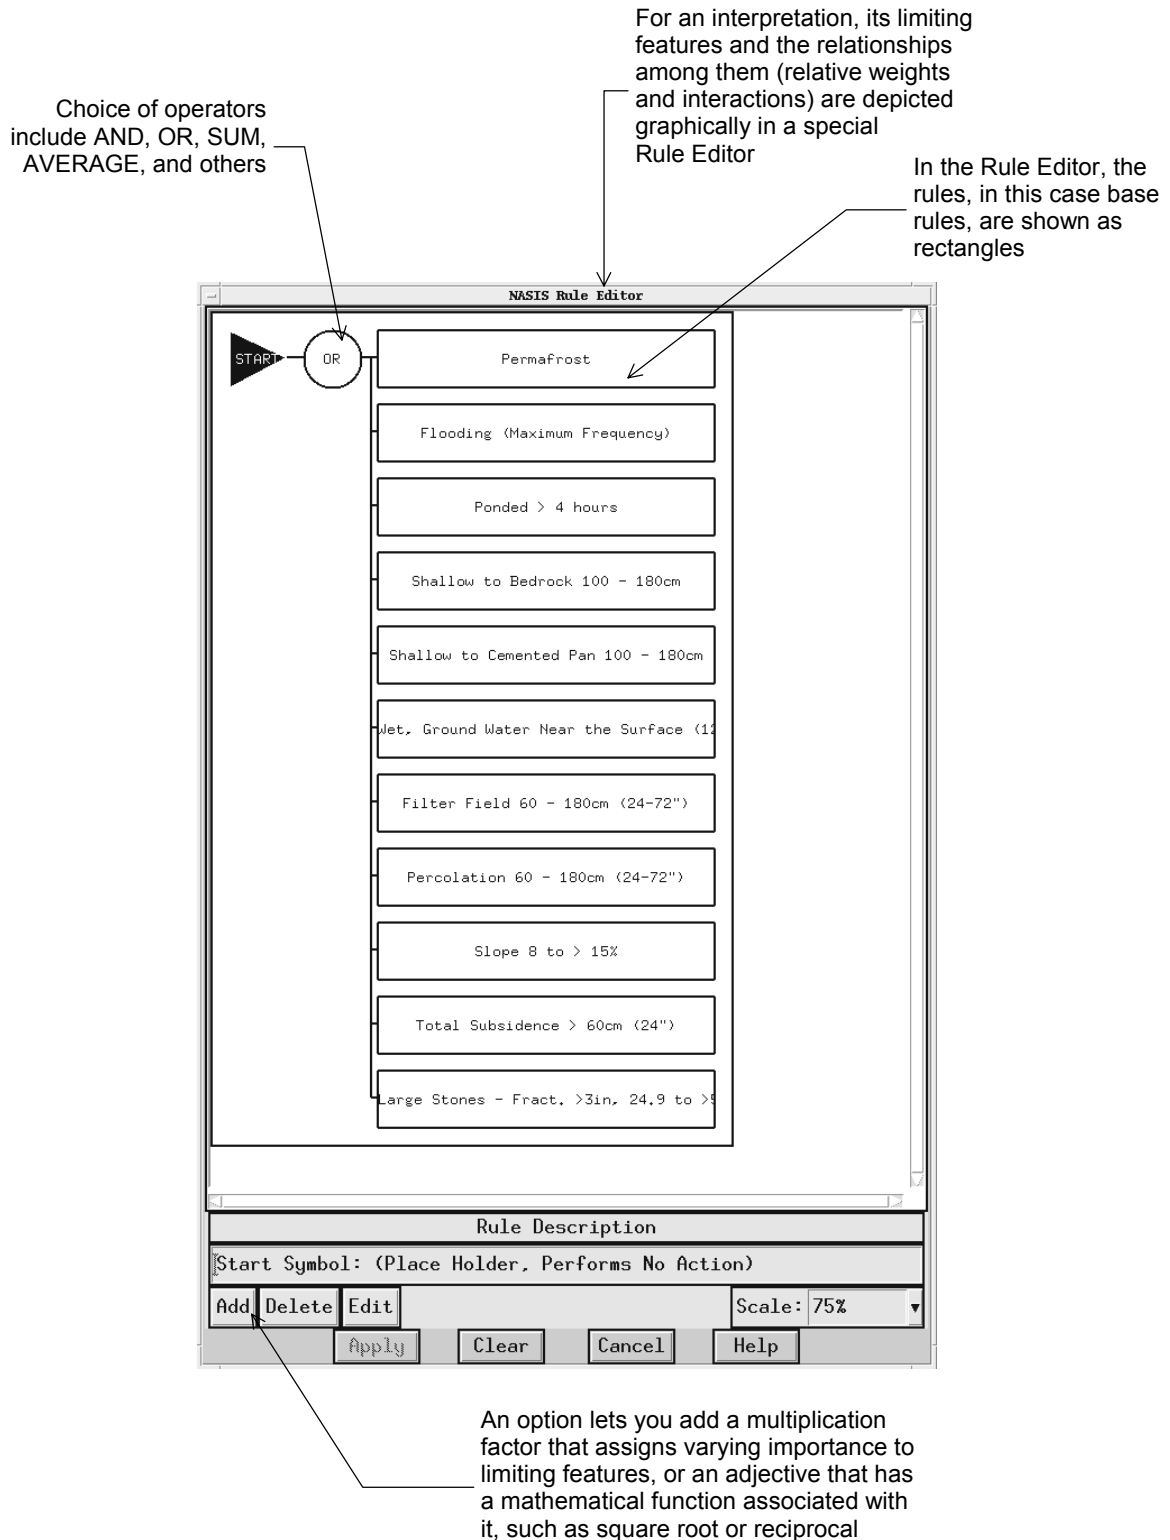 For an interpretation, its limiting
features and the relationships
among them (relative weights
and interactions) are depicted
graphically in a special
Rule Editor
Choice of operators
include AND, OR, SUM,
AVERAGE, and others
In the Rule Editor, the
rules, in this case base
rules, are shown as
rectangles
NASIS Rule Editor
START
OR
Permafrost
Flooding (Maximum Frequency)
Ponded > 4 hours
Shallow to Bedrock 100 - 180cm
Shallow to Cemented Pan 100 - 180cm
Wet, Ground Water Near the Surface (12
Filter Field 60 - 180cm (24-72")
Percolation 60 - 180cm (24-72")
Slope 8 to > 15%
Total Subsidence > 60cm (24")
Large Stones - Fract. >3in, 24.9 to >5
Rule Description
Start Symbol: (Place Holder, Performs No Action)
Add Delete Edit Scale: 75%
Apply Clear Cancel Help
An option lets you add a multiplication
factor that assigns varying importance to
limiting features, or an adjective that has
a mathematical function associated with
it, such as square root or reciprocal